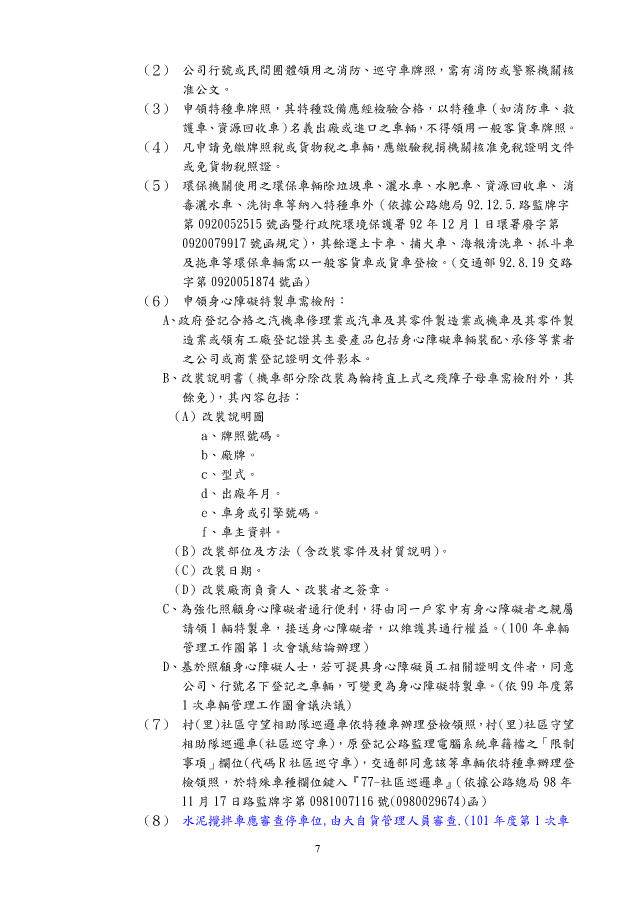 （2） 公司行號或民間團體領用之消防、巡守車牌照，需有消防或警察機關核
准公文。
（3） 申領特種車牌照，其特種設備應經檢驗合格，以特種車（如消防車、救
護車、資源回收車）名義出廠或進口之車輛，不得領用一般客貨車牌照。
（4） 凡申請免繳牌照稅或貨物稅之車輛，應繳驗稅捐機關核准免稅證明文件
或免貨物稅照證。
（5） 環保機關使用之環保車輛除垃圾車、灑水車、水肥車、資源回收車、 消
毒灑水車、洗街車等納入特種車外（依據公路總局 92.12.5.路監牌字
第 0920052515 號函暨行政院環境保護署 92 年 12 月 1 日環署廢字第
0920079917 號函規定），其餘運土卡車、捕犬車、海報清洗車、抓斗車
及拖車等環保車輛需以一般客貨車或貨車登檢。（交通部 92.8.19 交路
字第 0920051874 號函）
（6） 申領身心障礙特製車需檢附：
A、政府登記合格之汽機車修理業或汽車及其零件製造業或機車及其零件製
造業或領有工廠登記證其主要產品包括身心障礙車輛裝配、承修等業者
之公司或商業登記證明文件影本。
B、改裝說明書（機車部分除改裝為輪椅直上式之殘障子母車需檢附外，其
餘免），其內容包括：
（A）改裝說明圖
a、牌照號碼。
b、廠牌。
c、型式。
d、出廠年月。
e、車身或引擎號碼。
f、車主資料。
（B）改裝部位及方法（含改裝零件及材質說明）。
（C）改裝日期。
（D）改裝廠商負責人、改裝者之簽章。
C、為強化照顧身心障礙者通行便利，得由同一戶家中有身心障礙者之親屬
請領 1 輛特製車，接送身心障礙者，以維護其通行權益。(100 年車輛
管理工作圈第 1 次會議結論辦理)
D、基於照顧身心障礙人士，若可提具身心障礙員工相關證明文件者，同意
公司、行號名下登記之車輛，可變更為身心障礙特製車。(依 99 年度第
1 次車輛管理工作圈會議決議)
（7） 村(里)社區守望相助隊巡邏車依特種車辦理登檢領照，村(里)社區守望
相助隊巡邏車(社區巡守車)，原登記公路監理電腦系統車籍檔之「限制
事項」欄位(代碼 R 社區巡守車)，交通部同意該等車輛依特種車辦理登
檢領照，於特殊車種欄位鍵入『77-社區巡邏車』(依據公路總局 98 年
11 月 17 日路監牌字第 0981007116 號(0980029674)函)
（8） 水泥攪拌車應審查停車位,由大自貨管理人員審查.(101 年度第 1 次車
7